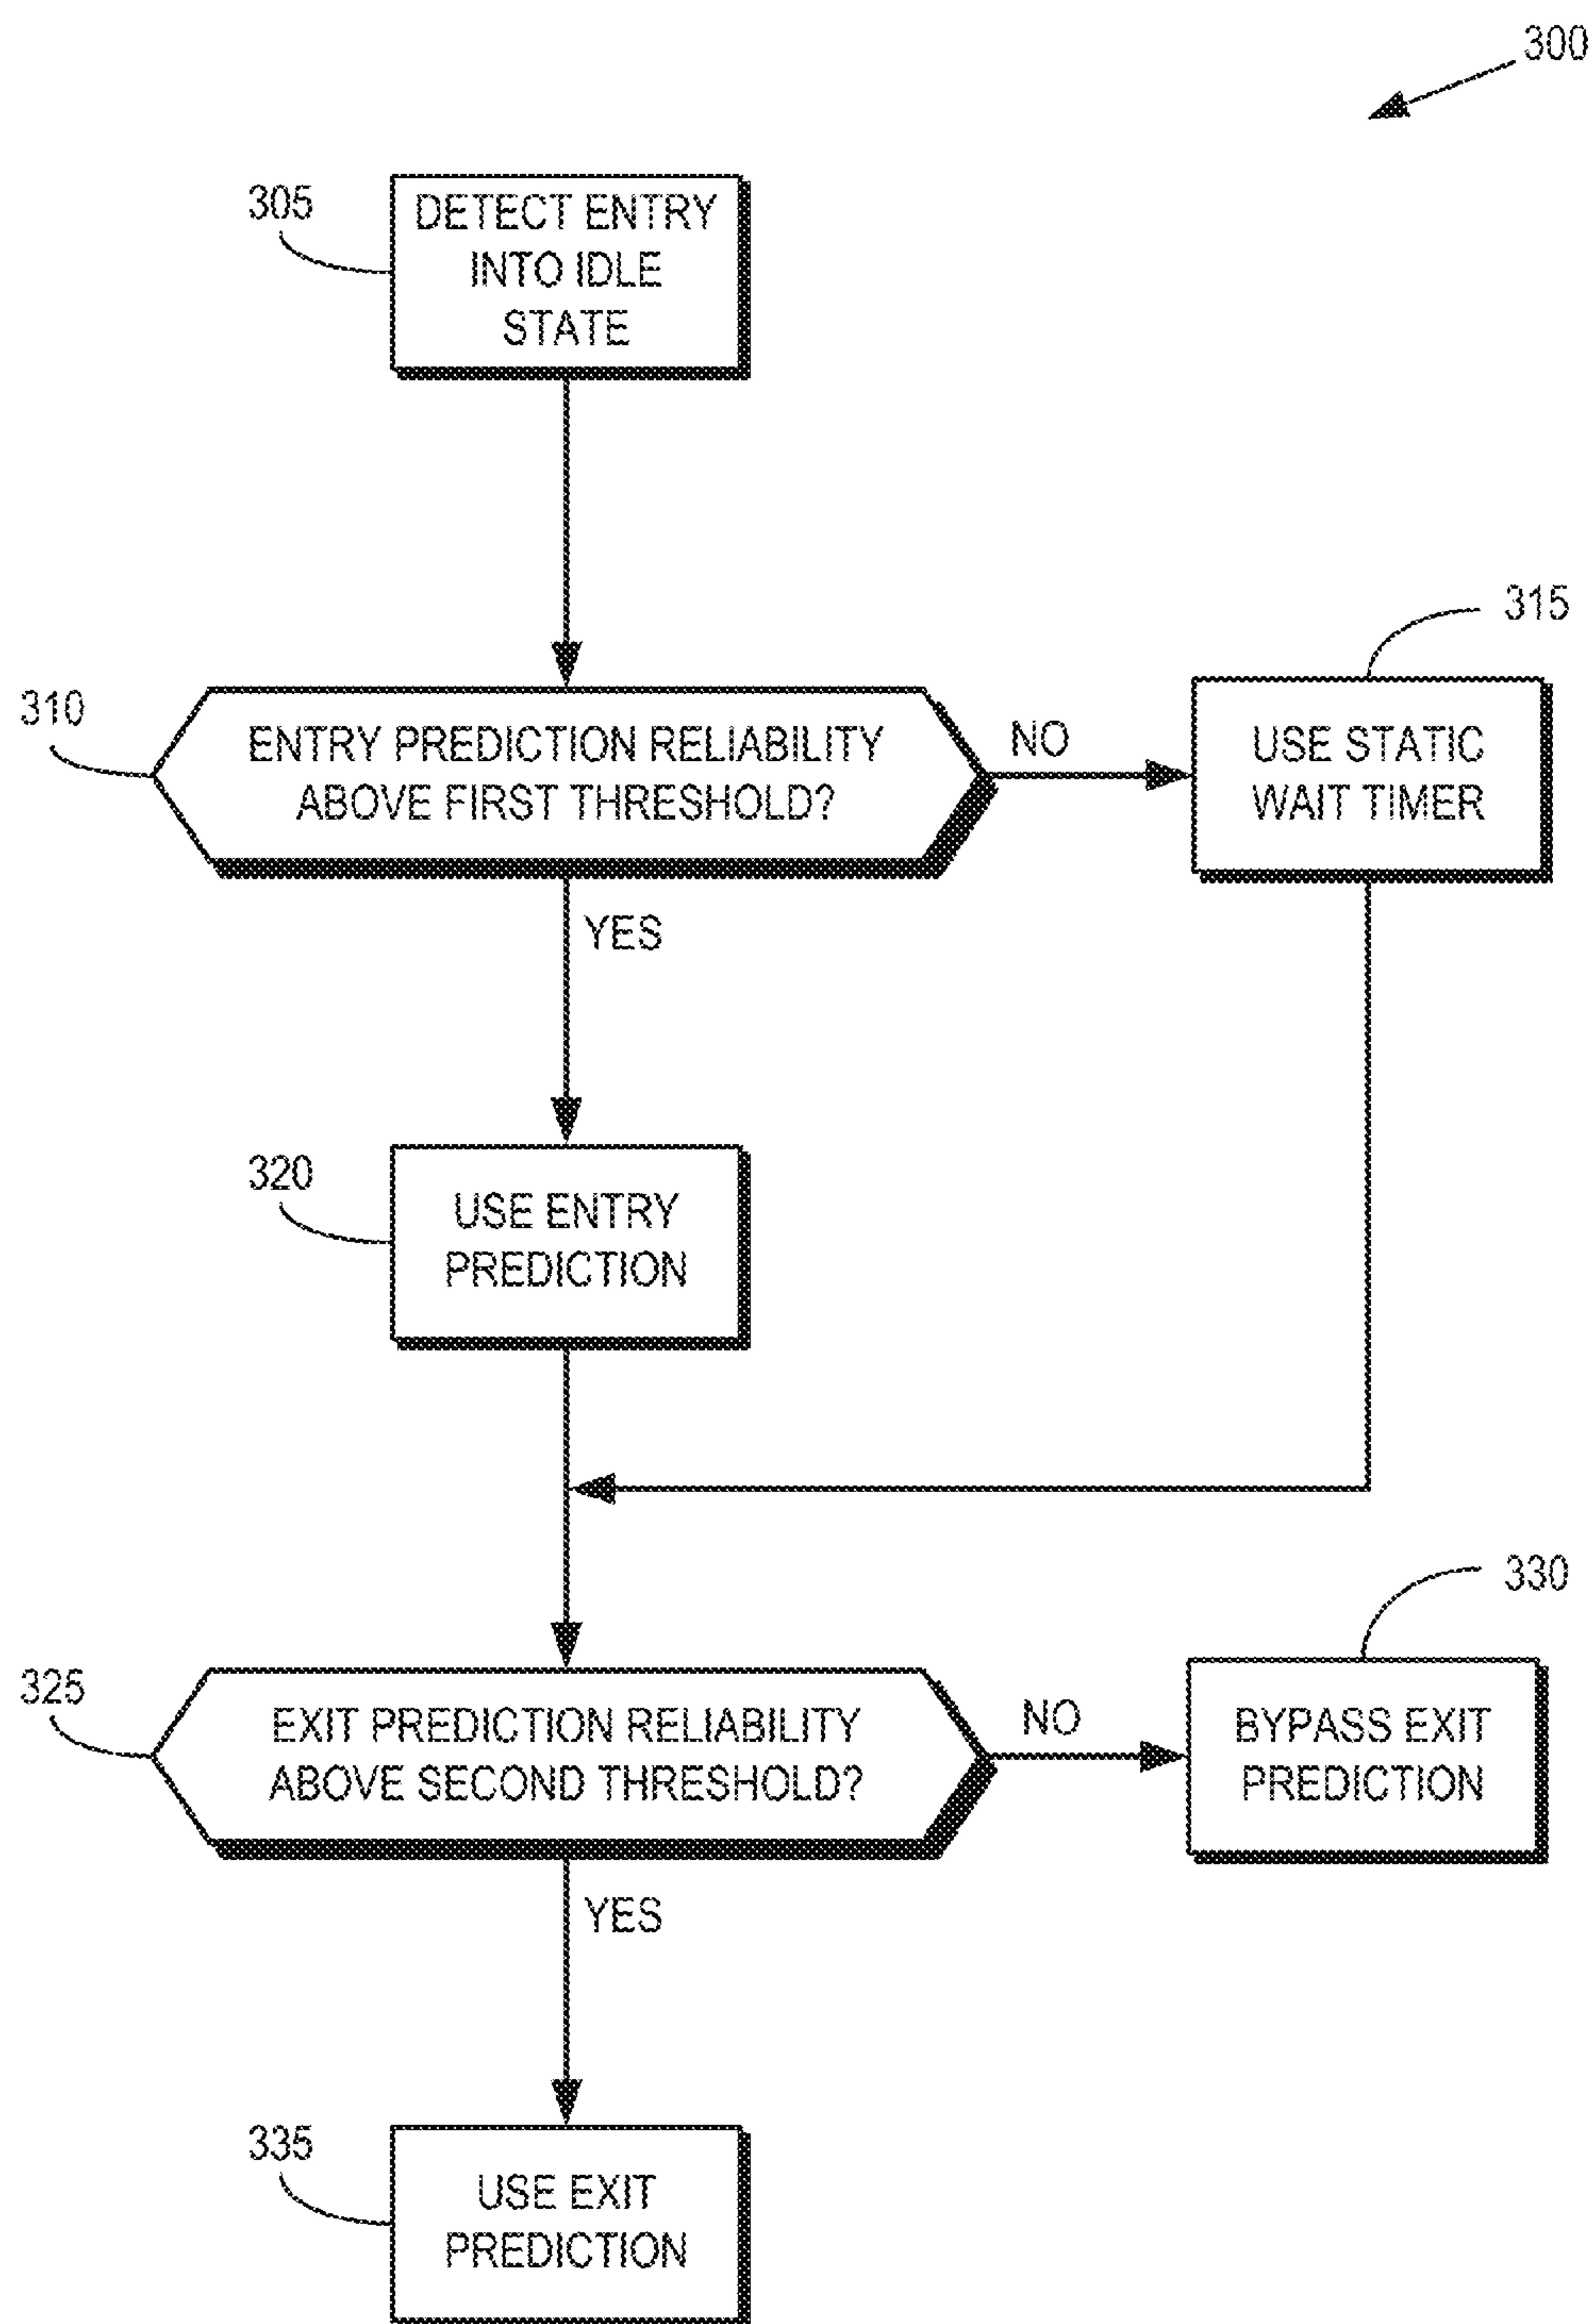 300
305
DETECT ENTRY
INTO IDLE
STATE
310
ENTRY PREDICTION RELIABILITY
ABOVE FIRST THRESHOLD?
NO
315
USE STATIC
WAIT TIMER
YES
320
USE ENTRY
PREDICTION
325
EXIT PREDICTION RELIABILITY
ABOVE SECOND THRESHOLD?
NO
330
BYPASS EXIT
PREDICTION
YES
335
USE EXIT
PREDICTION